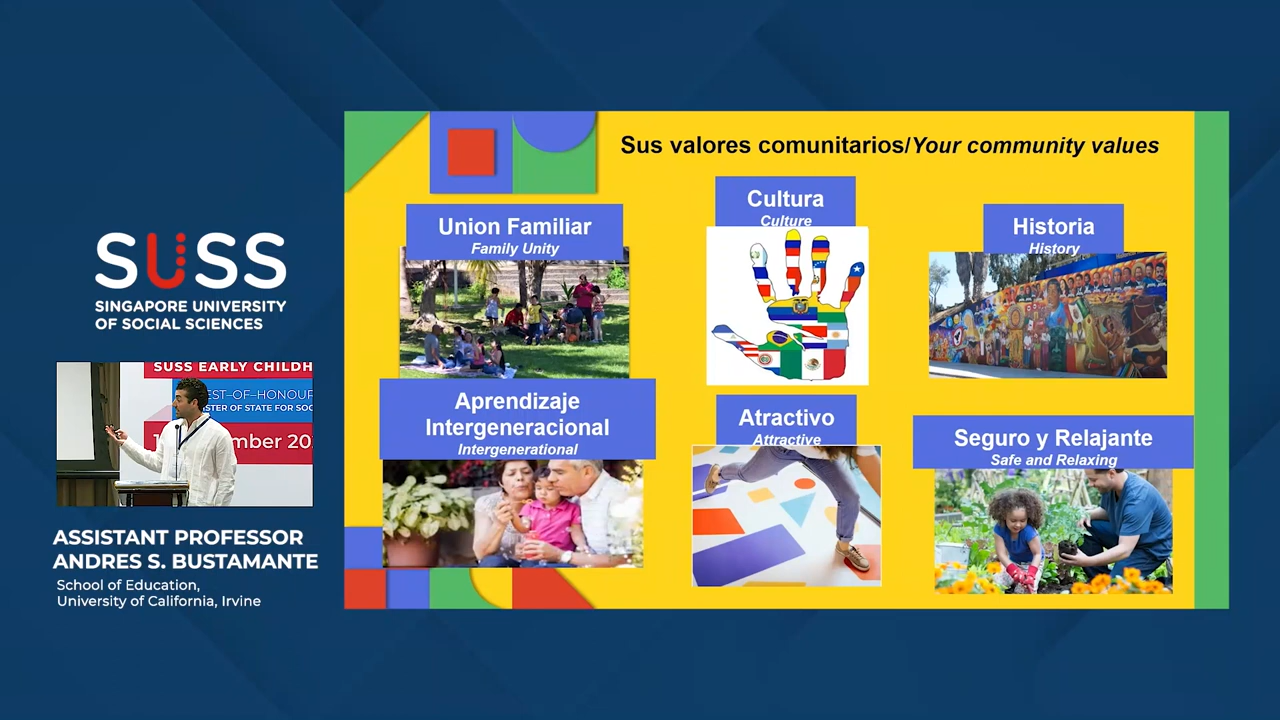 SUSS
SINGAPORE UNIVERSITY
OF SOCIAL SCIENCES
SUSS EARLY CHILDH
EST-OF-HONOUR
STER OF STATE FOR SOC
mber 20
ASSISTANT PROFESSOR
ANDRES S. BUSTAMANTE
School of Education,
University of California, Irvine
Sus valores comunitarios/Your community values
Union Familiar
Family Unity
Cultura
Culture
Historia
History
Aprendizaje
Intergeneracional
Intergenerational
Atractivo
Attractive
Seguro y Relajante
Safe and Relaxing